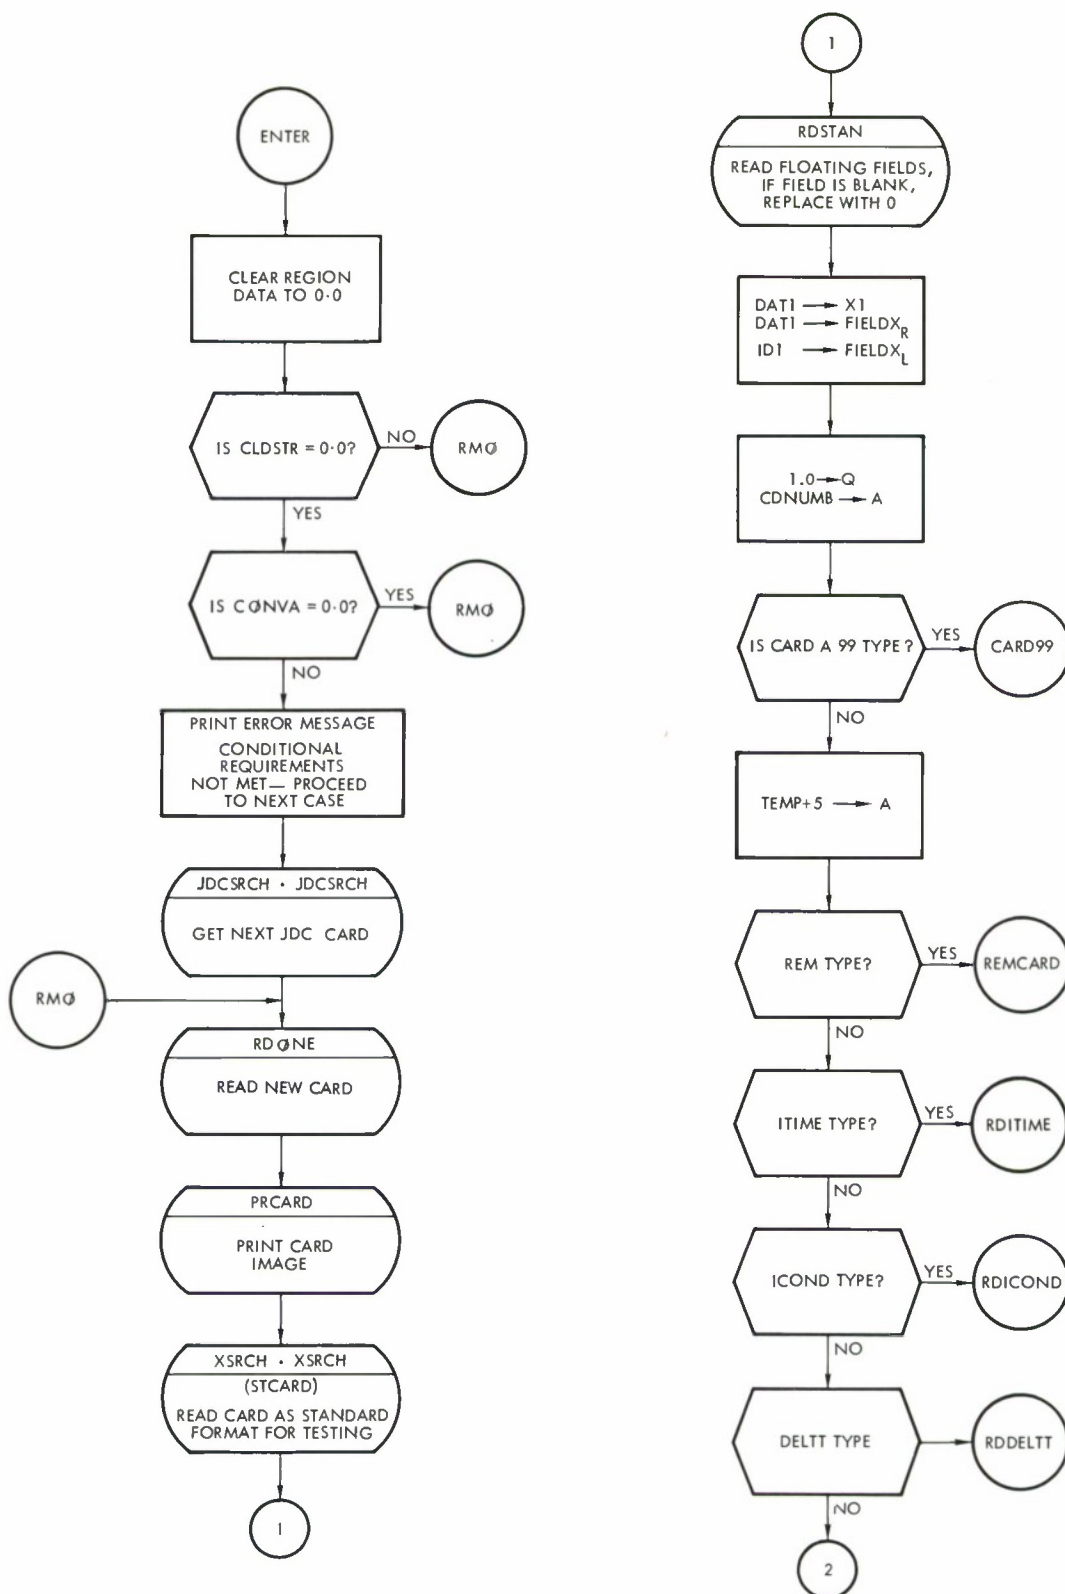 ENTER
CLEAR REGION
DATA TO 0·0
IS CLDSTR = 0·0?
NO
RMØ
YES
IS CØNVA = 0·0?
YES
RMØ
NO
PRINT ERROR MESSAGE
CONDITIONAL
REQUIREMENTS
NOT MET— PROCEED
TO NEXT CASE
JDCSRCH · JDCSRCH
GET NEXT JDC CARD
RMØ
RDØNE
READ NEW CARD
PRCARD
PRINT CARD
IMAGE
XSRCH · XSRCH
(STCARD)
READ CARD AS STANDARD
FORMAT FOR TESTING
1
1
RDSTAN
READ FLOATING FIELDS,
IF FIELD IS BLANK,
REPLACE WITH 0
DAT1 → X1
DAT1 → FIELDX_R
ID1 → FIELDX_L
1.0→Q
CDNUMB → A
IS CARD A 99 TYPE?
YES
CARD99
NO
TEMP+5 → A
REM TYPE?
YES
REMCARD
NO
ITIME TYPE?
YES
RDITIME
NO
ICOND TYPE?
YES
RDICOND
NO
DELTT TYPE
RDDELTT
NO
2